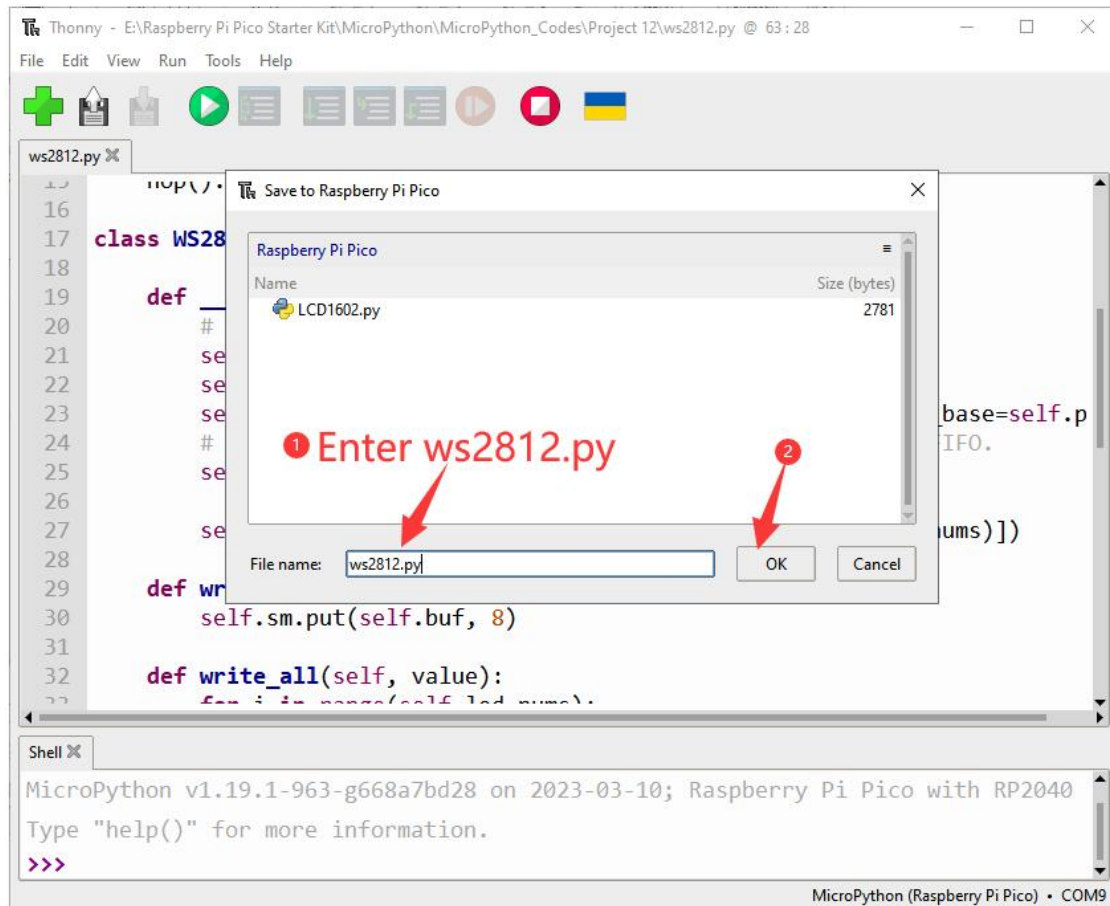 Thonny - E:\Raspberry Pi Pico Starter Kit\MicroPython\MicroPython_Codes\Project 12\ws2812.py @ 63:28
File Edit View Run Tools Help
ws2812.py
Save to Raspberry Pi Pico
16
17 class WS28
18
19 def __
20 #
21 se
22 se
23 se base=self.p
24 # IFO.
25 se
26
27 se ums)])
28
29 def wr
30 self.sm.put(self.buf, 8)
31
32 def write_all(self, value):
Raspberry Pi Pico
Name Size (bytes)
LCD1602.py 2781
1 Enter ws2812.py
2
File name: ws2812.py OK Cancel
Shell
MicroPython v1.19.1-963-g668a7bd28 on 2023-03-10; Raspberry Pi Pico with RP2040
Type "help()" for more information.
>>>
MicroPython (Raspberry Pi Pico) • COM9